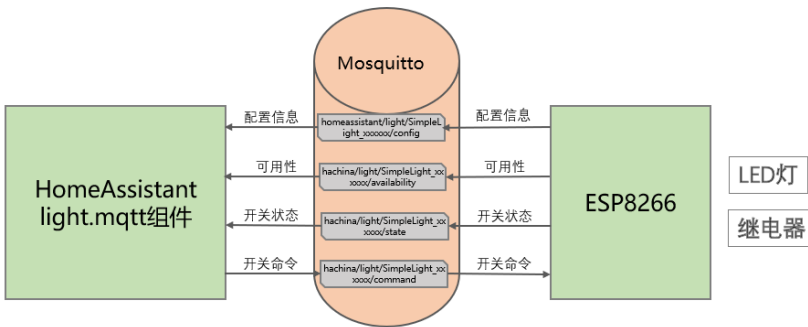 Mosquitto
配置信息
homeassistant/light/SimpleL
ight_xxxxxx/config
配置信息
可用性
hachina/light/SimpleLight_xx
xxxx/availability
可用性
HomeAssistant
light.mqtt组件
开关状态
hachina/light/SimpleLight_xx
xxxx/state
开关状态
开关命令
hachina/light/SimpleLight_xx
xxxx/command
开关命令
ESP8266
LED灯
继电器